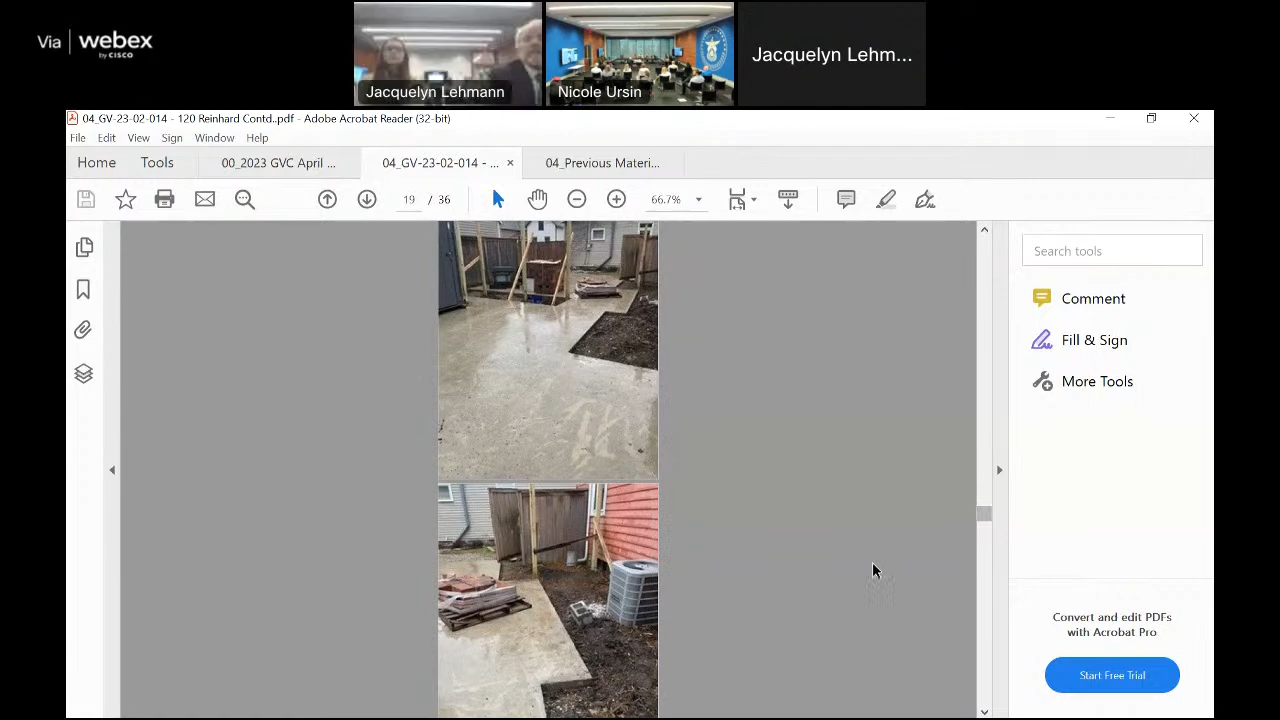 Via webex
by CISCO
Jacquelyn Lehmann
Nicole Ursin
Jacquelyn Lehm...
04_GV-23-02-014 - 120 Reinhard Contd..pdf - Adobe Acrobat Reader (32-bit)
File Edit View Sign Window Help
Home Tools 00_2023 GVC April ... 04_GV-23-02-014 - ... × 04_Previous Materi...
19 / 36 66.7%
Search tools
Comment
Fill & Sign
More Tools
Convert and edit PDFs
with Acrobat Pro
Start Free Trial